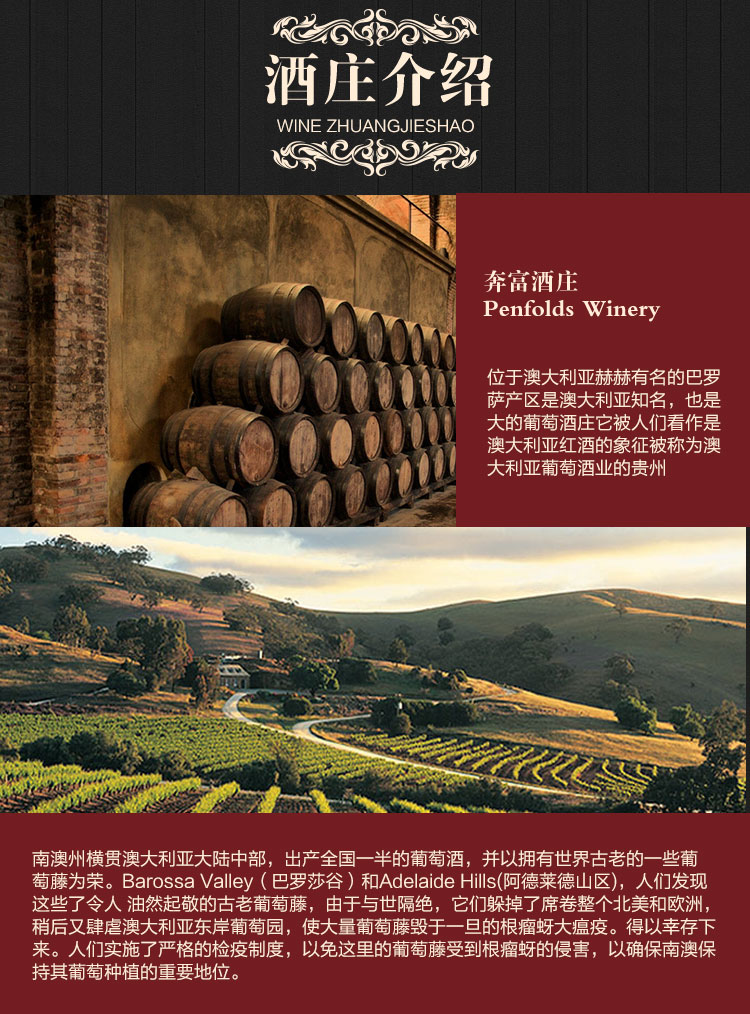 酒庄介绍
WINE ZHUANGJIESHAO
奔富酒庄
Penfolds Winery
位于澳大利亚赫赫有名的巴罗
萨产区是澳大利亚知名，也是
大的葡萄酒庄它被人们看作是
澳大利亚红酒的象征被称为澳
大利亚葡萄酒业的贵州
南澳州横贯澳大利亚大陆中部，出产全国一半的葡萄酒，并以拥有世界古老的一些葡
萄藤为荣。Barossa Valley（巴罗莎谷）和Adelaide Hills(阿德莱德山区)，人们发现
这些了令人 油然起敬的古老葡萄藤，由于与世隔绝，它们躲掉了席卷整个北美和欧洲，
稍后又肆虐澳大利亚东岸葡萄园，使大量葡萄藤毁于一旦的根瘤蚜大瘟疫。得以幸存下
来。人们实施了严格的检疫制度，以免这里的葡萄藤受到根瘤蚜的侵害，以确保南澳保
持其葡萄种植的重要地位。